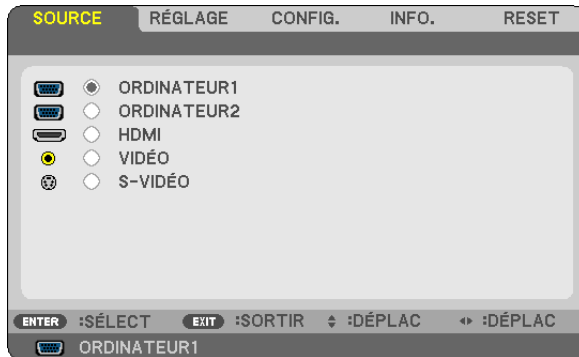 SOURCE RÉGLAGE CONFIG. INFO. RESET
ORDINATEUR1
ORDINATEUR2
HDMI
VIDÉO
S-VIDÉO
ENTER :SÉLECT EXIT :SORTIR :DÉPLAC :DÉPLAC
ORDINATEUR1